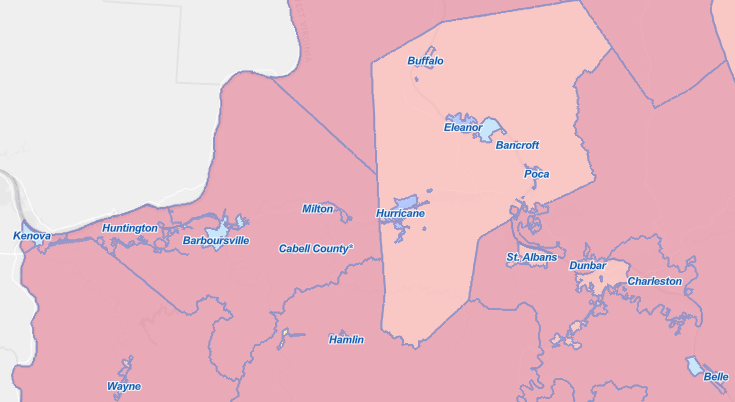 Buffalo
Eleanor
Bancroft
Poca
Milton
Hurricane
Huntington
Kenova
Barboursville
Cabell County*
St. Albans
Dunbar
Charleston
Hamlin
Wayne
Belle